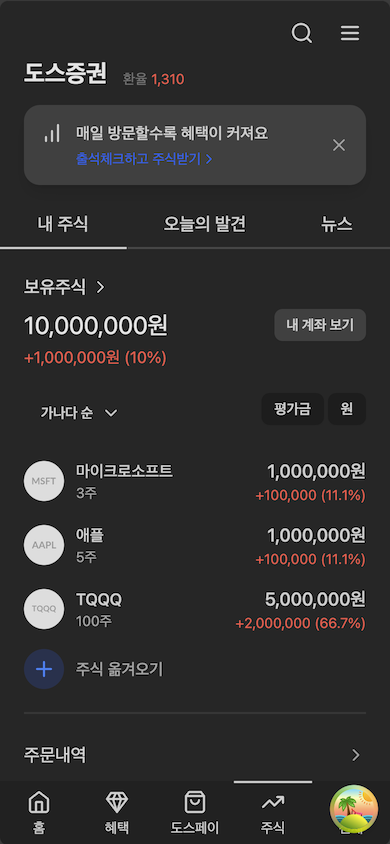 도스증권 환율 1,310
매일 방문할수록 혜택이 커져요
출석체크하고 주식받기 >
내 주식 오늘의 발견 뉴스
보유주식 >
10,000,000원 내 계좌 보기
+1,000,000원 (10%)
가나다 순 평가금 원
MSFT 마이크로소프트 1,000,000원
3주 +100,000 (11.1%)
AAPL 애플 1,000,000원
5주 +100,000 (11.1%)
TQQQ TQQQ 5,000,000원
100주 +2,000,000 (66.7%)
주식 옮겨오기
주문내역 >
홈 혜택 도스페이 주식